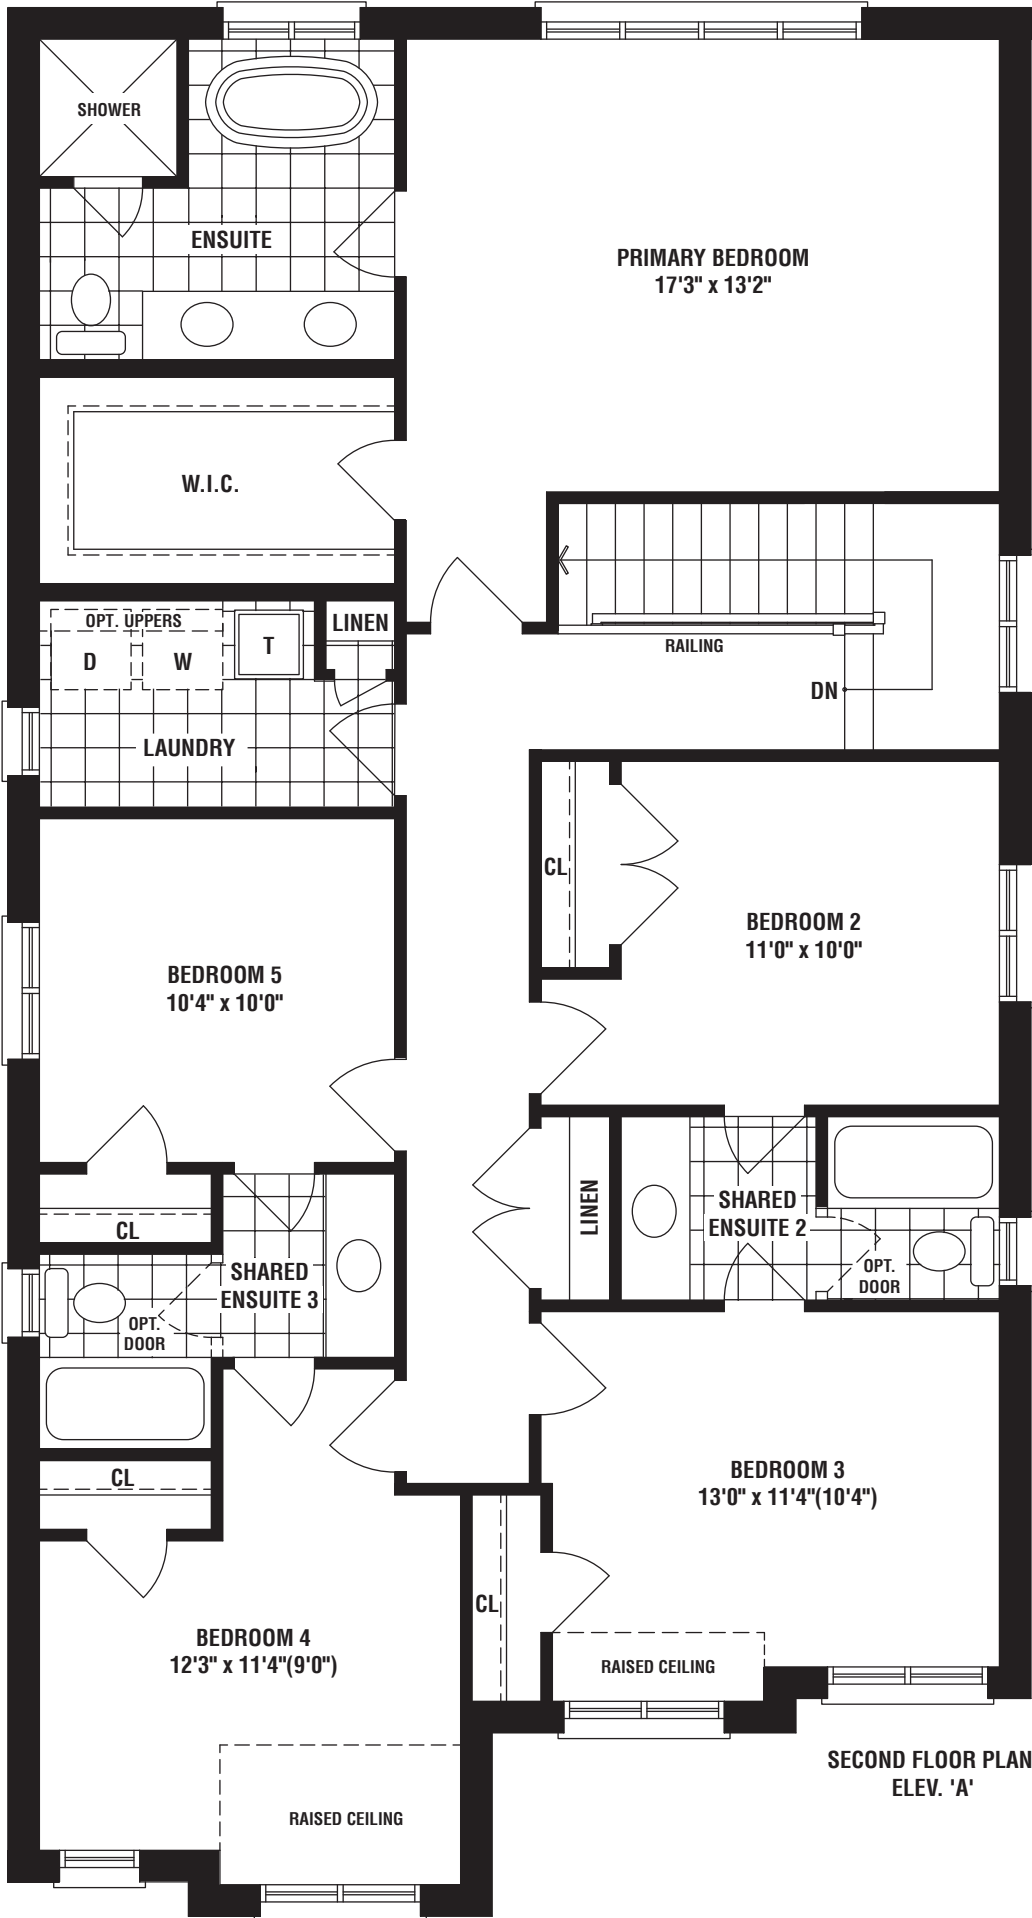 SHOWER
ENSUITE
PRIMARY BEDROOM
17'3" x 13'2"
W.I.C.
OPT. UPPERS
LINEN
D
W
T
RAILING
DN
LAUNDRY
CL
BEDROOM 2
11'0" x 10'0"
BEDROOM 5
10'4" x 10'0"
LINEN
SHARED
ENSUITE 2
OPT.
DOOR
CL
SHARED
ENSUITE 3
OPT.
DOOR
CL
BEDROOM 3
13'0" x 11'4"(10'4")
CL
BEDROOM 4
12'3" x 11'4"(9'0")
RAISED CEILING
SECOND FLOOR PLAN
ELEV. 'A'
RAISED CEILING